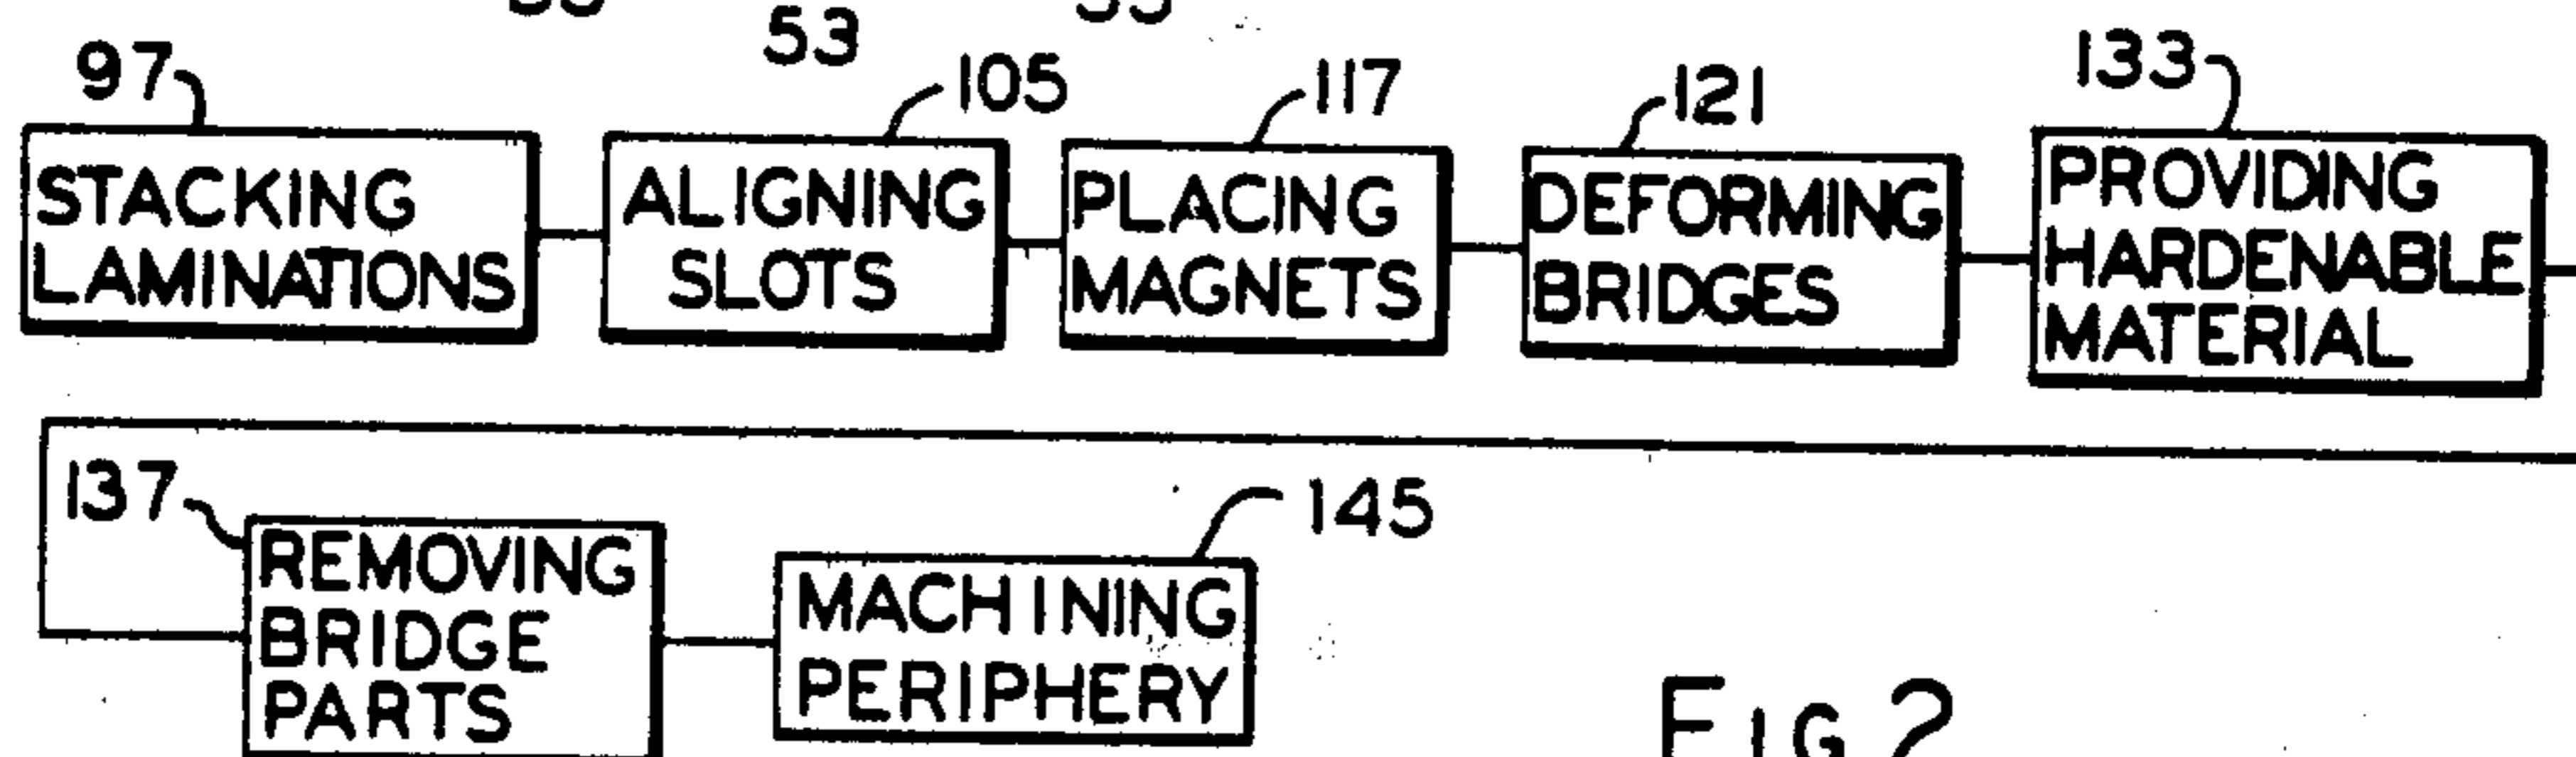 53
97
105
117
121
133
STACKING
LAMINATIONS
ALIGNING
SLOTS
PLACING
MAGNETS
DEFORMING
BRIDGES
PROVIDING
HARDENABLE
MATERIAL
137
REMOVING
BRIDGE
PARTS
145
MACHINING
PERIPHERY
FIG 2